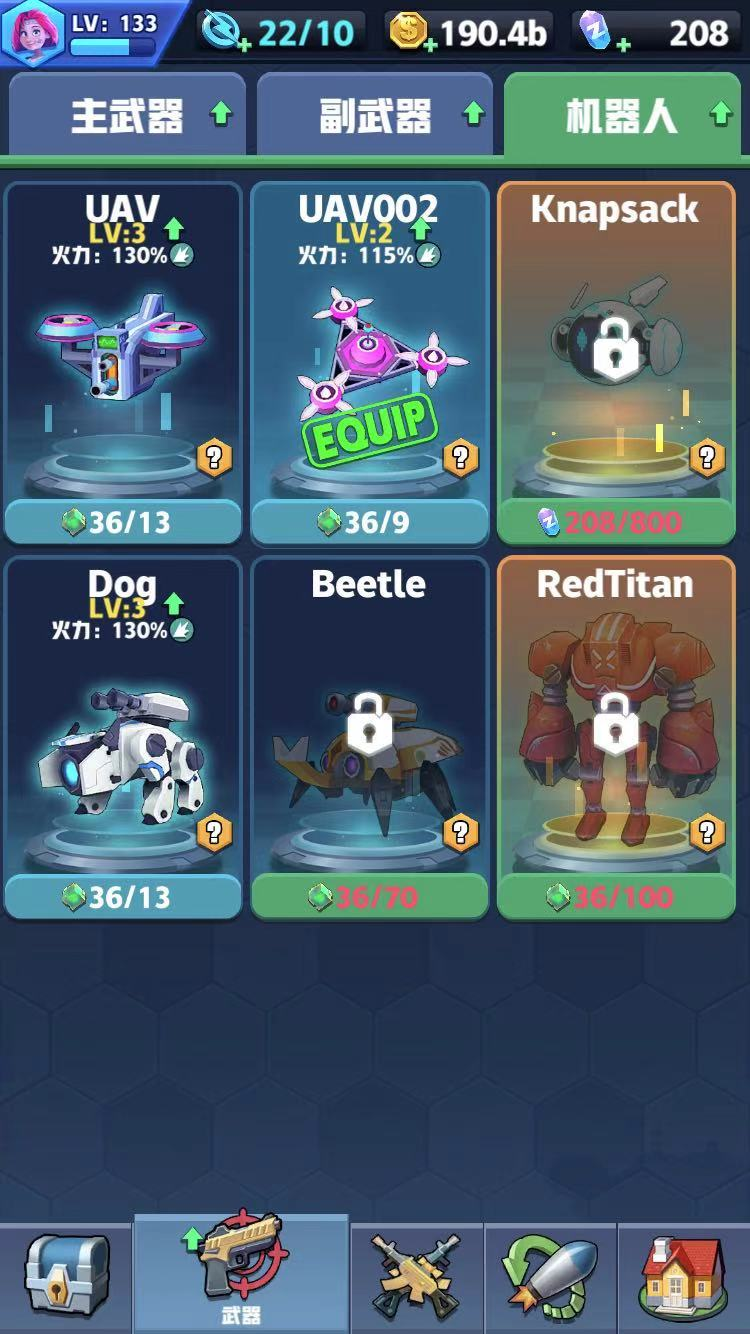 LV: 133
22/10
190.4b
208
主武器
副武器
机器人
UAV
LV:3
火力: 130%
36/13
UAV002
LV:2
火力: 115%
EQUIP
36/9
Knapsack
208/800
Dog
LV:3
火力: 130%
36/13
Beetle
36/70
RedTitan
36/100
武器